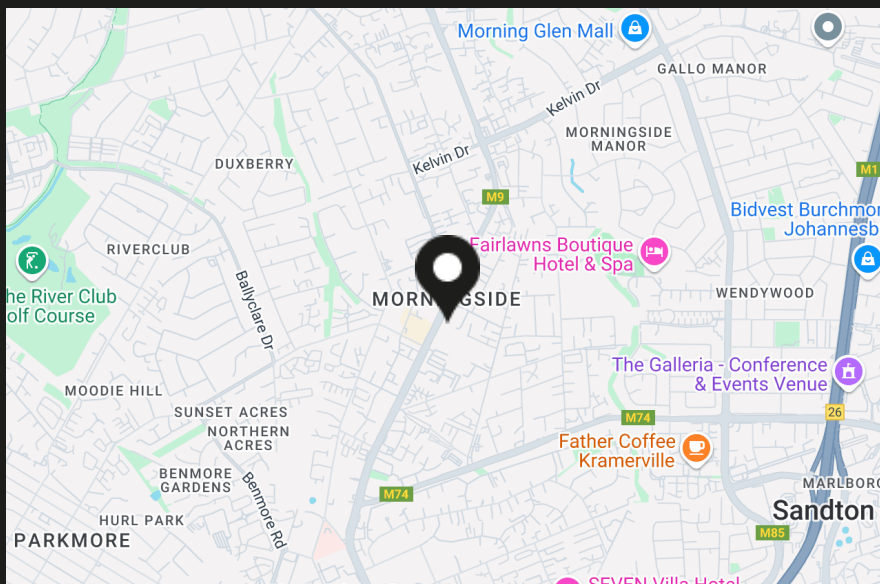 Morning Glen Mall
GALLO MANOR
Kelvin Dr
MORNINGSIDE
MANOR
Kelvin Dr
DUXBERRY
M1
M9
Bidvest Burchmor
Johannesb
Fairlawns Boutique
Hotel & Spa
RIVERCLUB
Ballyclare Dr
he River Club
olf Course
MORNINGSIDE
WENDYWOOD
The Galleria - Conference
& Events Venue
MOODIE HILL
SUNSET ACRES
NORTHERN
ACRES
M74
26
Father Coffee
Kramerville
BENMORE
GARDENS
Benmore Rd
M74
MARLBORO
Sandton
HURL PARK
PARKMORE
M85
SEVEN Villa Hotel